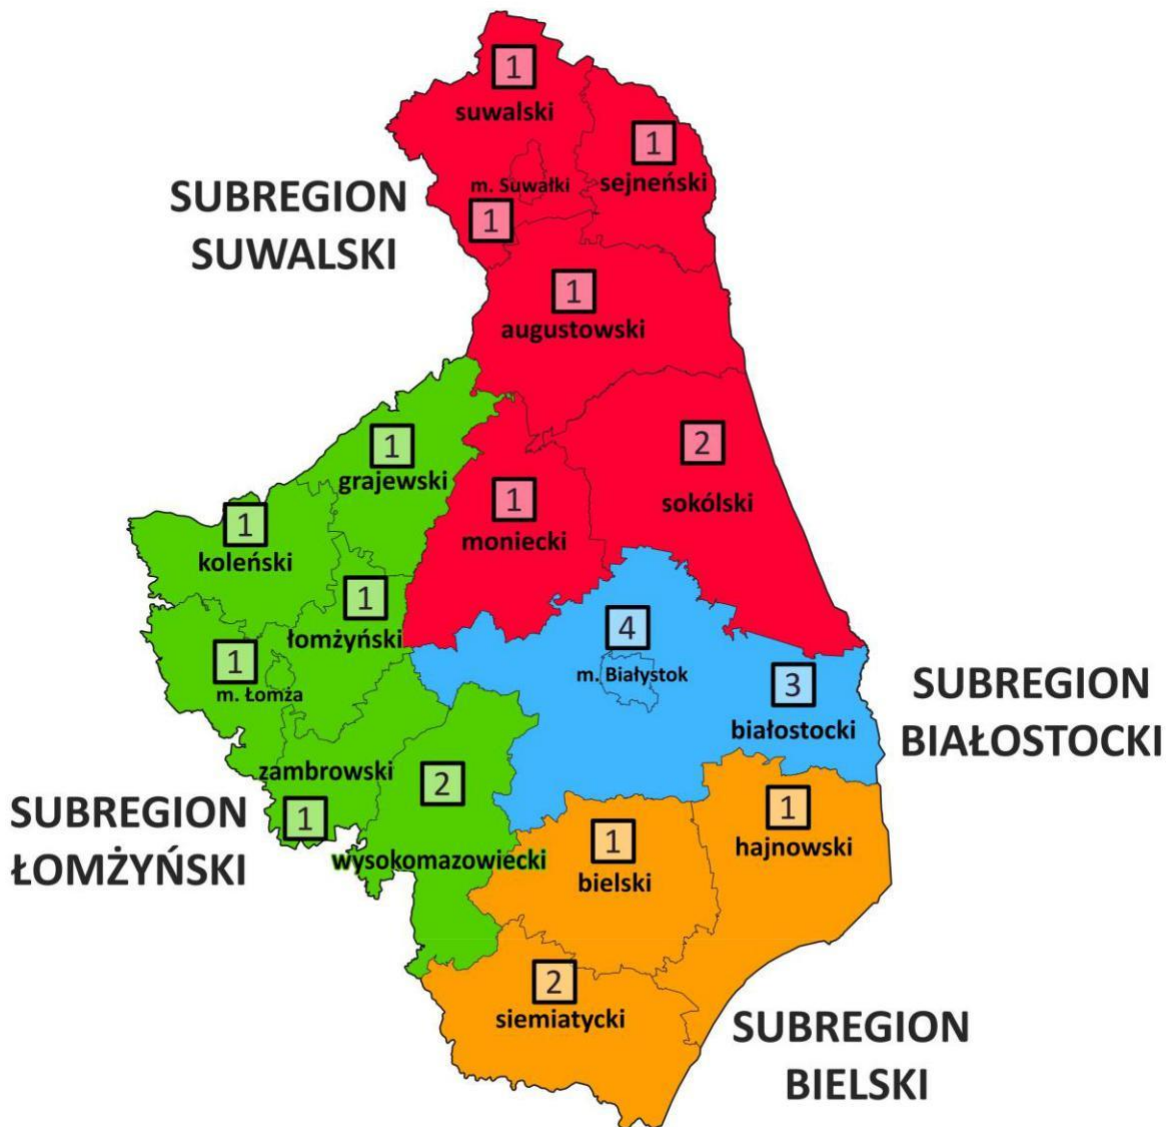 1
suwalski
1
sejneński
m. Suwałki
1
SUBREGION
SUWALSKI
1
augustowski
1
grajewski
2
sokólski
1
moniecki
1
koleński
1
łomżyński
1
m. Łomża
4
m. Białystok
3
białostocki
SUBREGION
BIAŁOSTOCKI
zambrowski
1
2
wysokomazowiecki
SUBREGION
ŁOMŻYŃSKI
1
hajnowski
1
bielski
2
siemiatycki
SUBREGION
BIELSKI